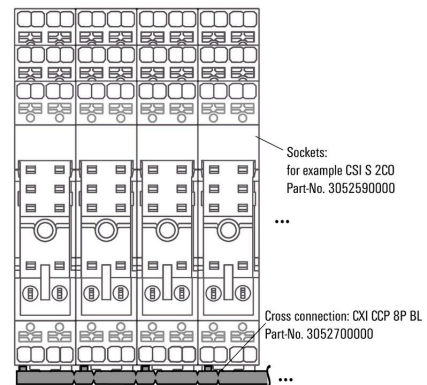 Sockets:
for example CSI S 2CO
Part-No. 3052590000
...
Cross connection: CXI CCP 8P BL
Part-No. 3052700000
...